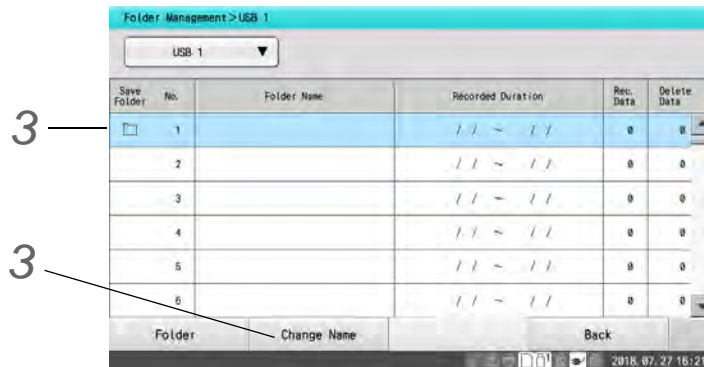 Folder Management>USB 1
USB 1 ▼
Save Folder No. Folder Name Recorded Duration Rec. Data Delete Data
3
1 / / ~ / / 0 0
2 / / ~ / / 0 0
3 / / ~ / / 0 0
4 / / ~ / / 0 0
3
5 / / ~ / / 0 0
6 / / ~ / / 0 0
Folder Change Name Back
2018.07.27 16:21